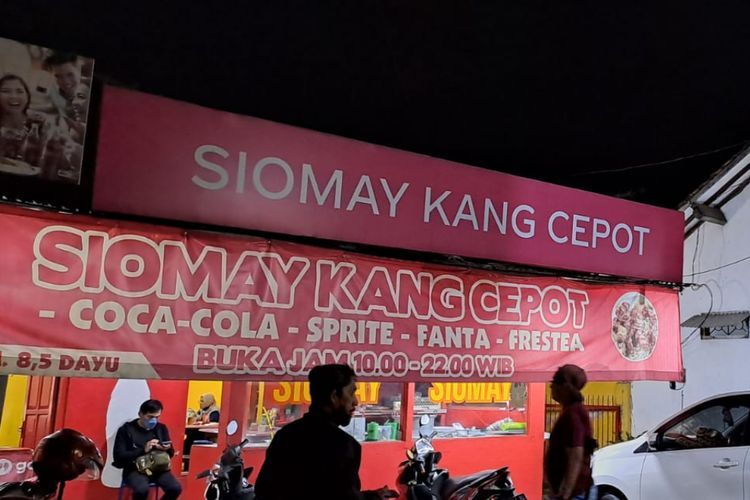 SIOMAY KANG CEPOT
SIOMAY KANG CEPOT
- COCA-COLA - SPRITE - FANTA - FRESTEA
8,5 DAYU
BUKA JAM 10.00 - 22.00 WIB
SIOMAY
SIOMAY